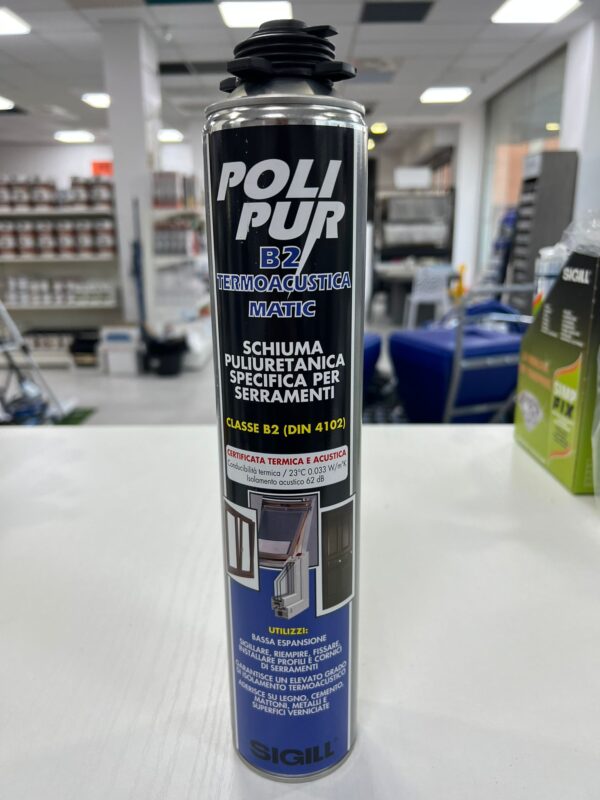 POLI
PUR
B2
TERMOACUSTICA
MATIC
SCHIUMA
PULIURETANICA
SPECIFICA PER
SERRAMENTI
CLASSE B2 (DIN 4102)
CERTIFICATA TERMICA E ACUSTICA
Conducibilità termica / 23°C 0.033 W/m°K
Isolamento acustico 62 dB
UTILIZZI:
BASSA ESPANSIONE
SIGILLARE, RIEMPIRE, FISSARE,
INSTALLARE PROFILI E CORNICI
DI SERRAMENTI
GARANTISCE UN ELEVATO GRADO
DI ISOLAMENTO TERMOACUSTICO
ADERISCE SU LEGNO, CEMENTO,
MATTONI, METALLI E
SUPERFICI VERNICIATE
SIGILL
SIGILL
FIX